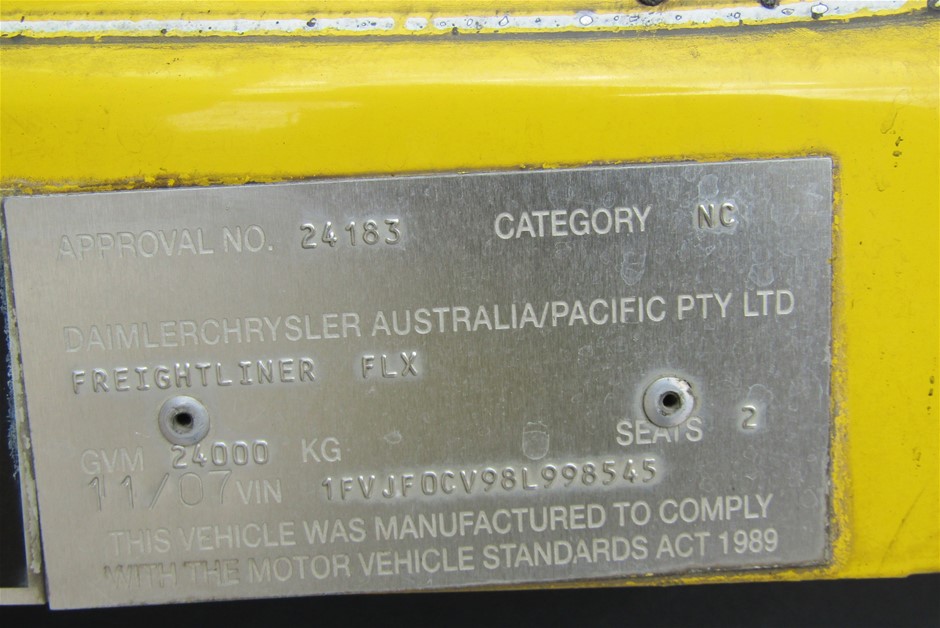 APPROVAL NO. 24183 CATEGORY NC
DAIMLERCHRYSLER AUSTRALIA/PACIFIC PTY LTD
FREIGHTLINER FLX
SEATS 2
GVM 24000 KG
11/07 VIN 1FVJF0CV98L998545
THIS VEHICLE WAS MANUFACTURED TO COMPLY
WITH THE MOTOR VEHICLE STANDARDS ACT 1989